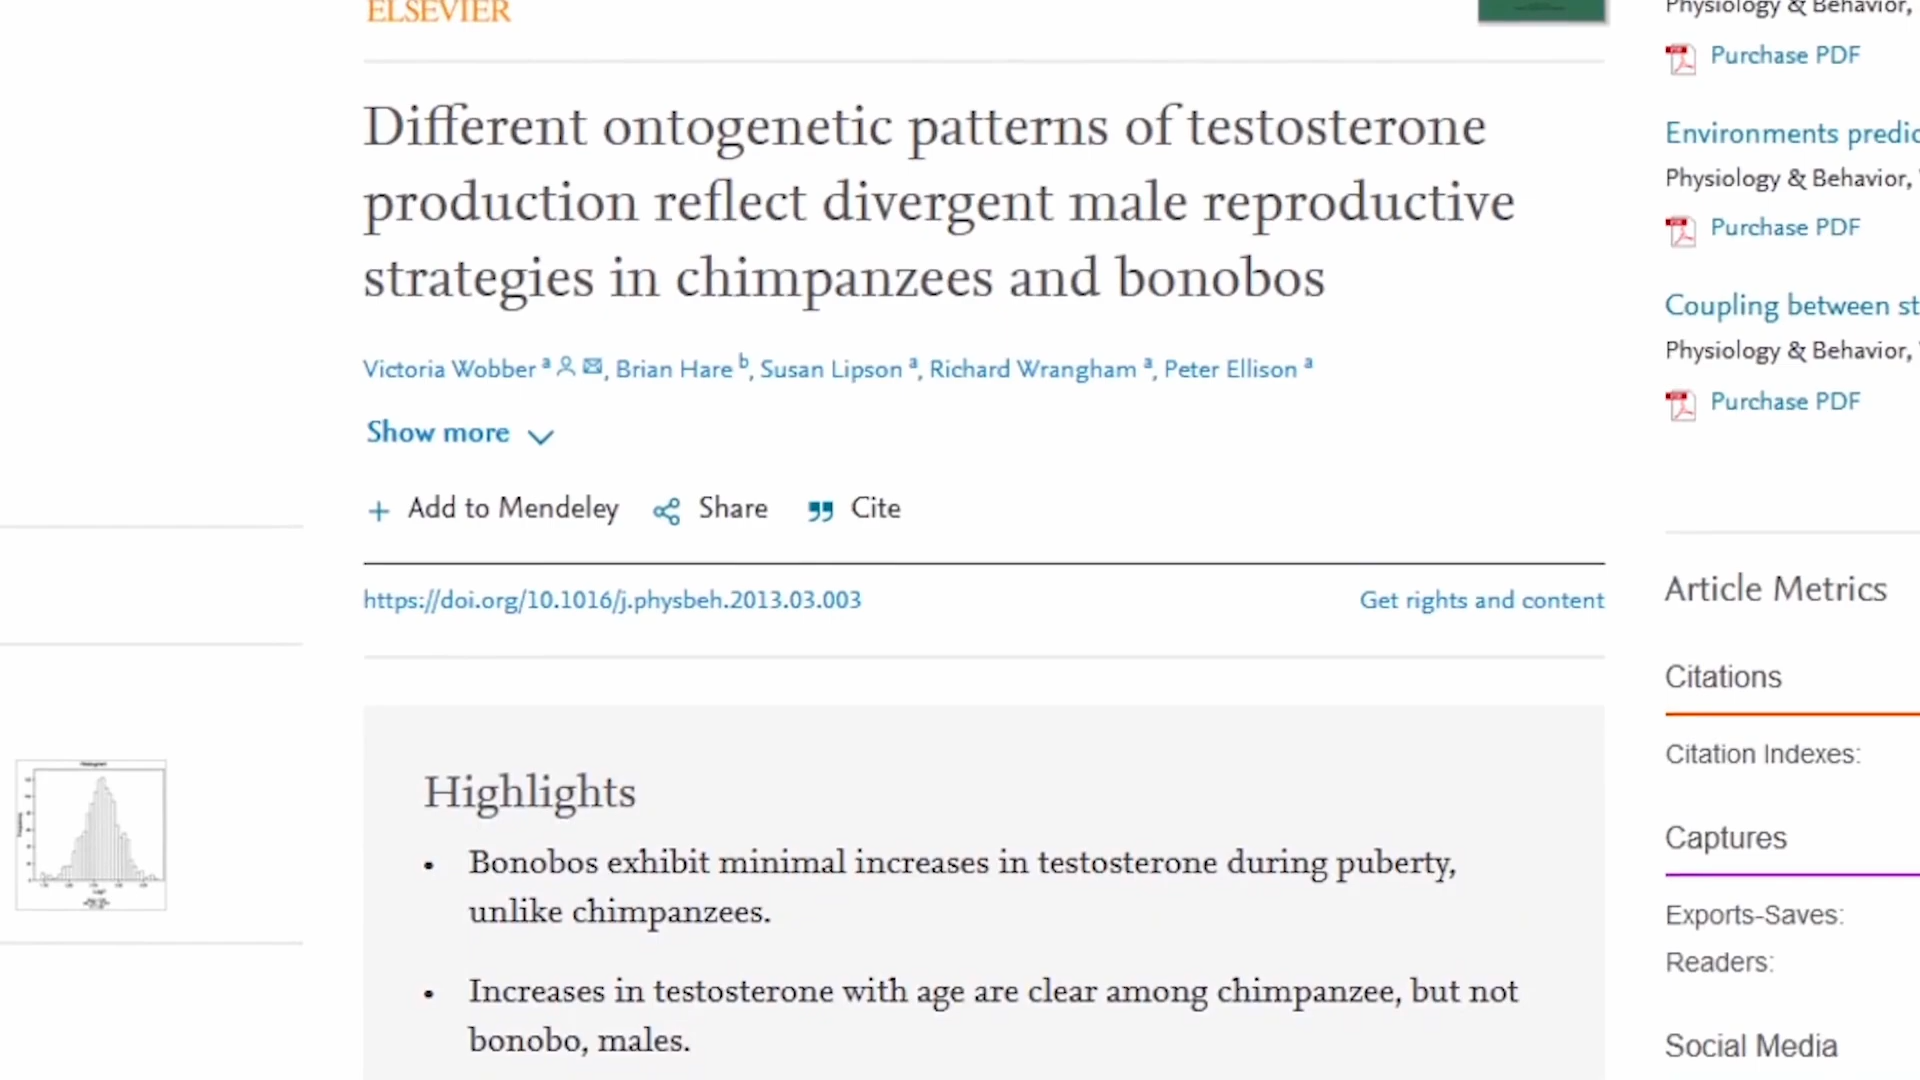 ELSEVIER
Different ontogenetic patterns of testosterone
production reflect divergent male reproductive
strategies in chimpanzees and bonobos
Victoria Wobber a, Brian Hare b, Susan Lipson a, Richard Wrangham a, Peter Ellison a
Show more
+ Add to Mendeley Share Cite
https://doi.org/10.1016/j.physbeh.2013.03.003 Get rights and content
Highlights
• Bonobos exhibit minimal increases in testosterone during puberty,
unlike chimpanzees.
• Increases in testosterone with age are clear among chimpanzee, but not
bonobo, males.
Physiology & Behavior,
Purchase PDF
Environments predic
Physiology & Behavior,
Purchase PDF
Coupling between st
Physiology & Behavior,
Purchase PDF
Article Metrics
Citations
Citation Indexes:
Captures
Exports-Saves:
Readers:
Social Media